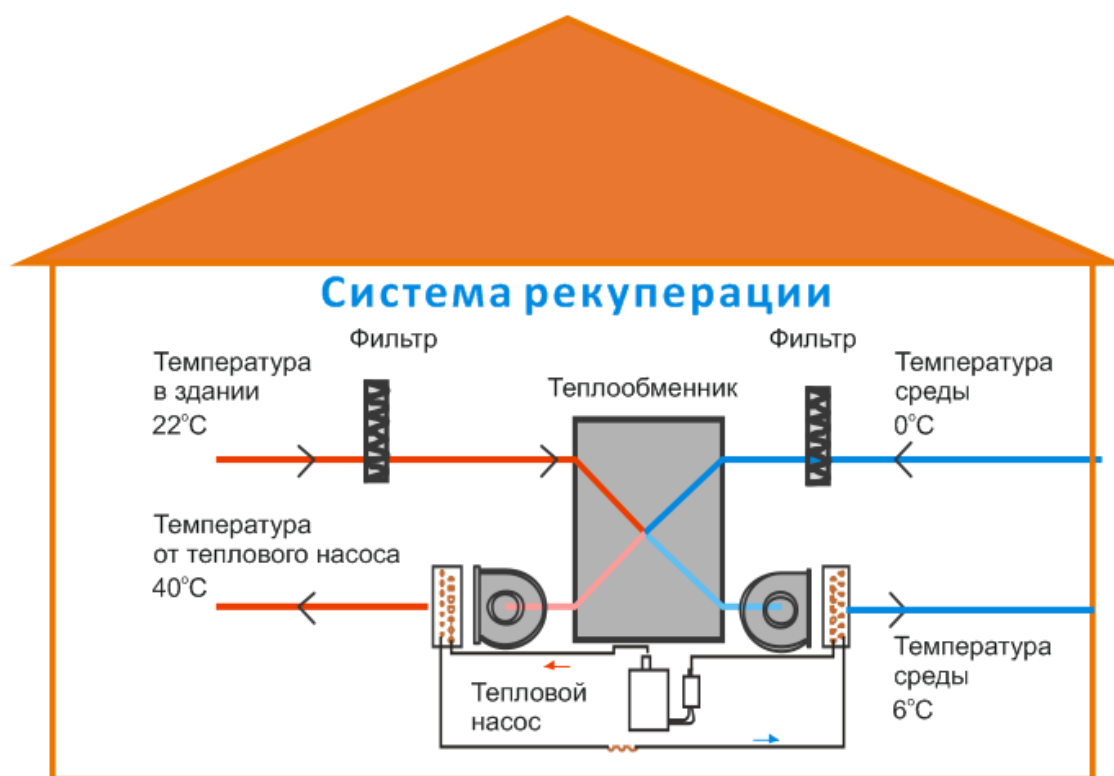 Система рекуперации
Фильтр
Фильтр
Температура
в здании
22°C
Теплообменник
Температура
среды
0°C
Температура
от теплового насоса
40°C
Тепловой
насос
Температура
среды
6°C